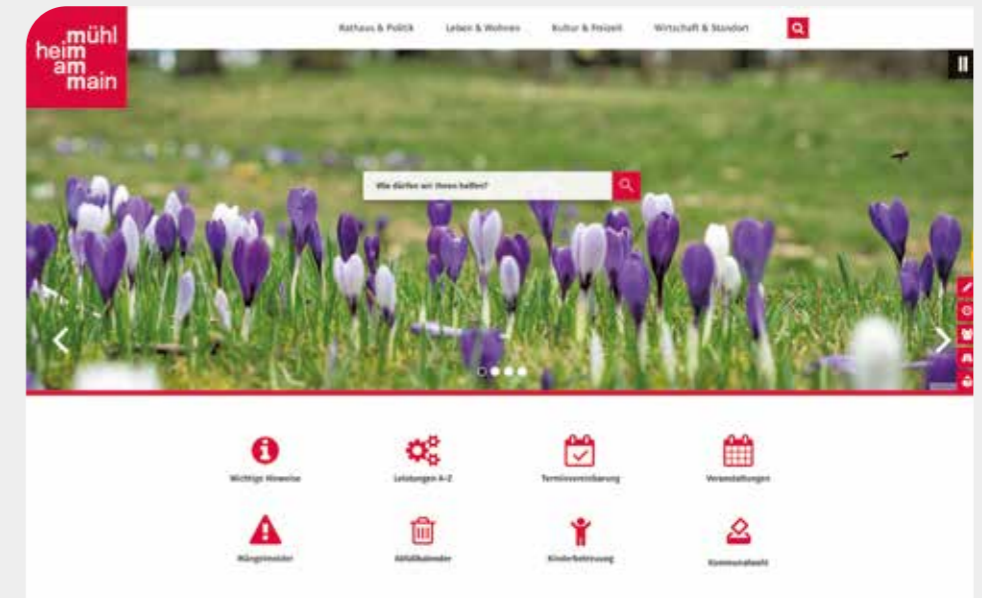 mühl
heim
am
main
Rathaus & Politik
Leben & Wohnen
Kultur & Freizeit
Wirtschaft & Standort
Wie dürfen wir Ihnen helfen?
Wichtige Hinweise
Leistungen A-Z
Terminvereinbarung
Veranstaltungen
Mängelmelder
Abfallkalender
Kinderbetreuung
Kommunalwahl